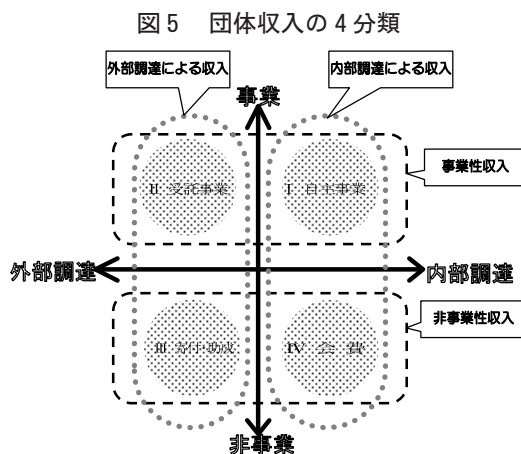 図5 団体収入の4分類
外部調達による収入
内部調達による収入
事業
事業性収入
Ⅱ 受託事業
Ⅰ 自主事業
外部調達
内部調達
非事業性収入
Ⅲ 寄付・助成
Ⅳ 会費
非事業